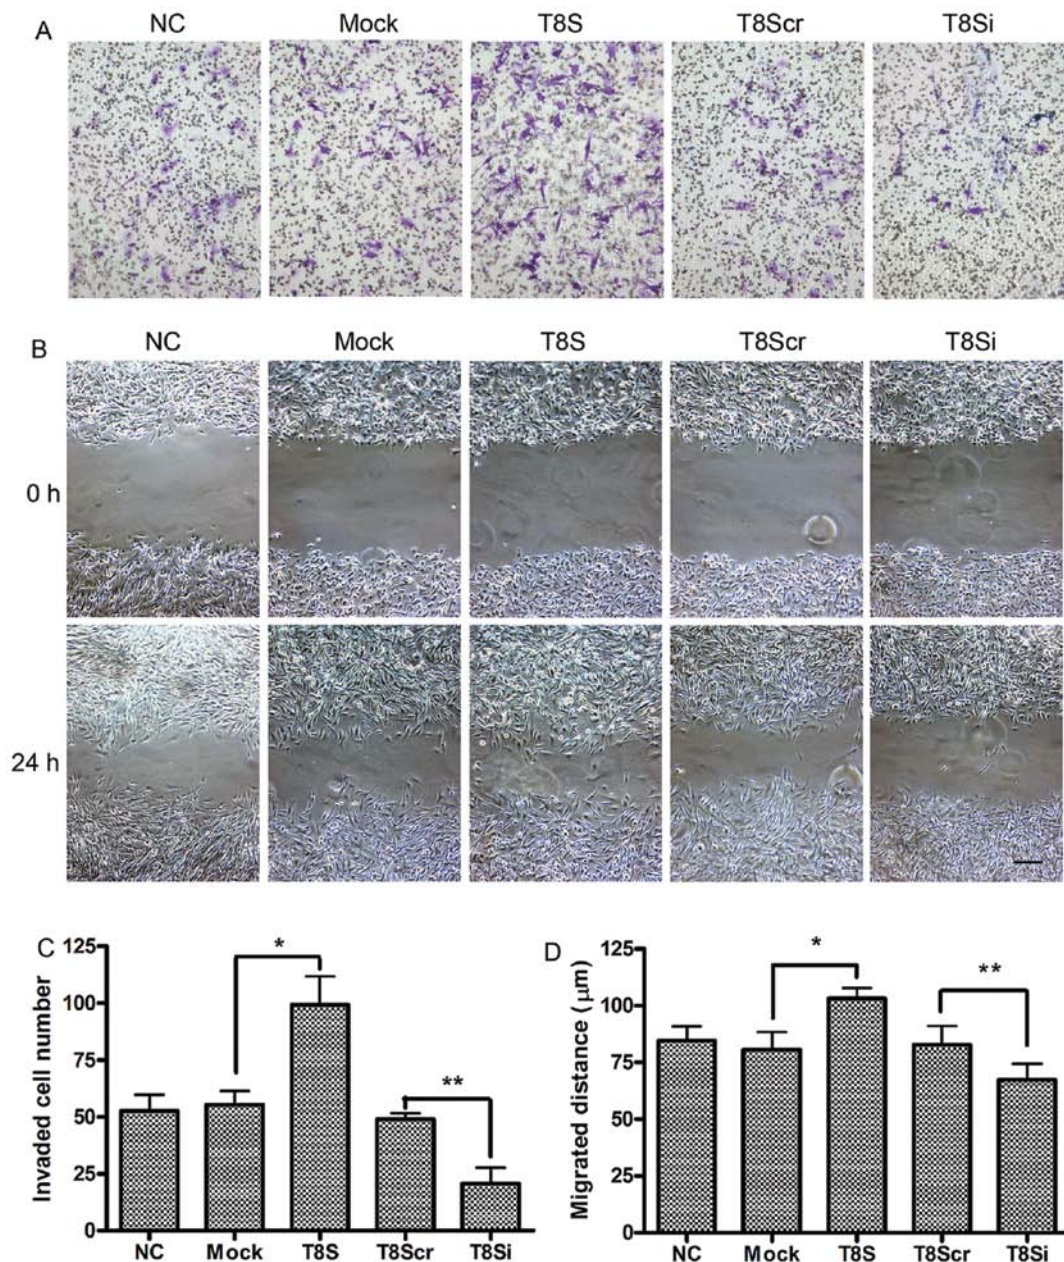 A NC Mock T8S T8Scr T8Si
B NC Mock T8S T8Scr T8Si
0 h
24 h
C
125
100
75
50
25
0
Invaded cell number
*
**
NC Mock T8S T8Scr T8Si
D
125
100
75
50
25
0
Migrated distance (μm)
*
**
NC Mock T8S T8Scr T8Si